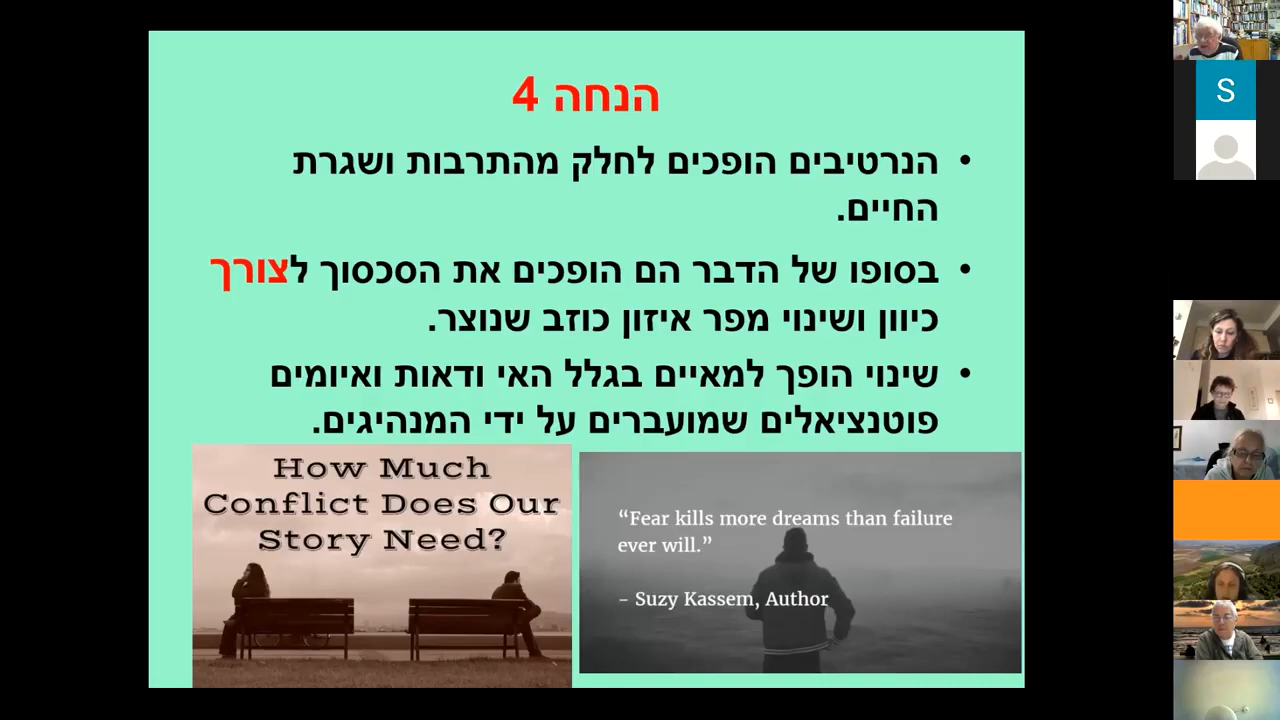 הנחה 4
• הנרטיבים הופכים לחלק מהתרבות ושגרת
החיים.
• בסופו של הדבר הם הופכים את הסכסוך לצורך
כיוון ושינוי מפר איזון כוזב שנוצר.
• שינוי הופך למאיים בגלל האי ודאות ואיומים
פוטנציאלים שמועברים על ידי המנהיגים.
How Much
Conflict Does Our
Story Need?
“Fear kills more dreams than failure
ever will.”
– Suzy Kassem, Author
S